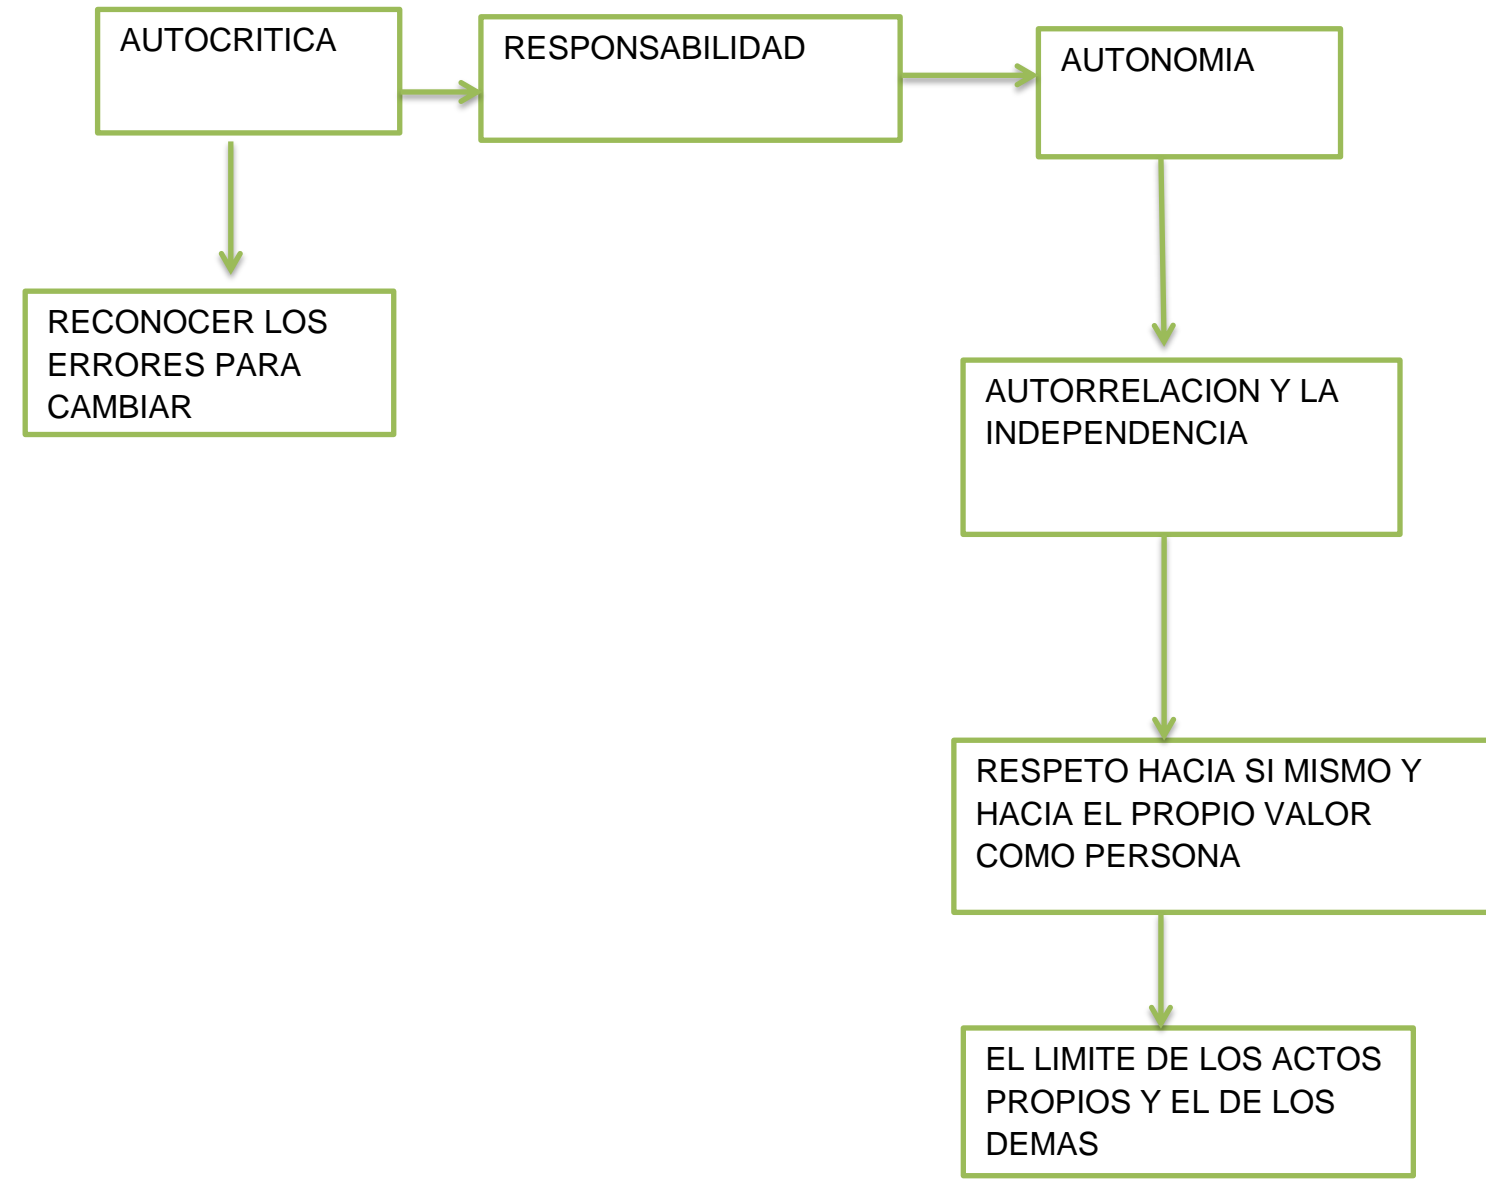 AUTOCRITICA
RESPONSABILIDAD
AUTONOMIA
RECONOCER LOS
ERRORES PARA
CAMBIAR
AUTORRELACION Y LA
INDEPENDENCIA
RESPETO HACIA SI MISMO Y
HACIA EL PROPIO VALOR
COMO PERSONA
EL LIMITE DE LOS ACTOS
PROPIOS Y EL DE LOS
DEMAS